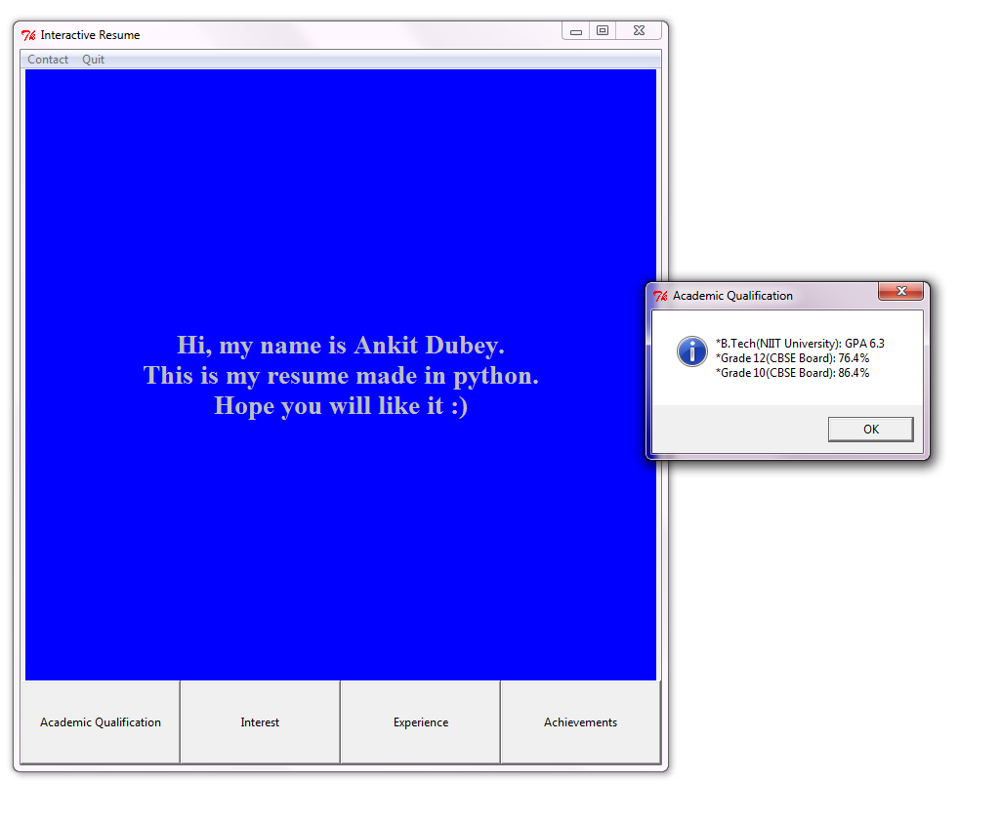 Interactive Resume
Contact Quit
Hi, my name is Ankit Dubey.
This is my resume made in python.
Hope you will like it :)
Academic Qualification
*B.Tech(NIIT University): GPA 6.3
*Grade 12(CBSE Board): 76.4%
*Grade 10(CBSE Board): 86.4%
OK
Academic Qualification Interest Experience Achievements